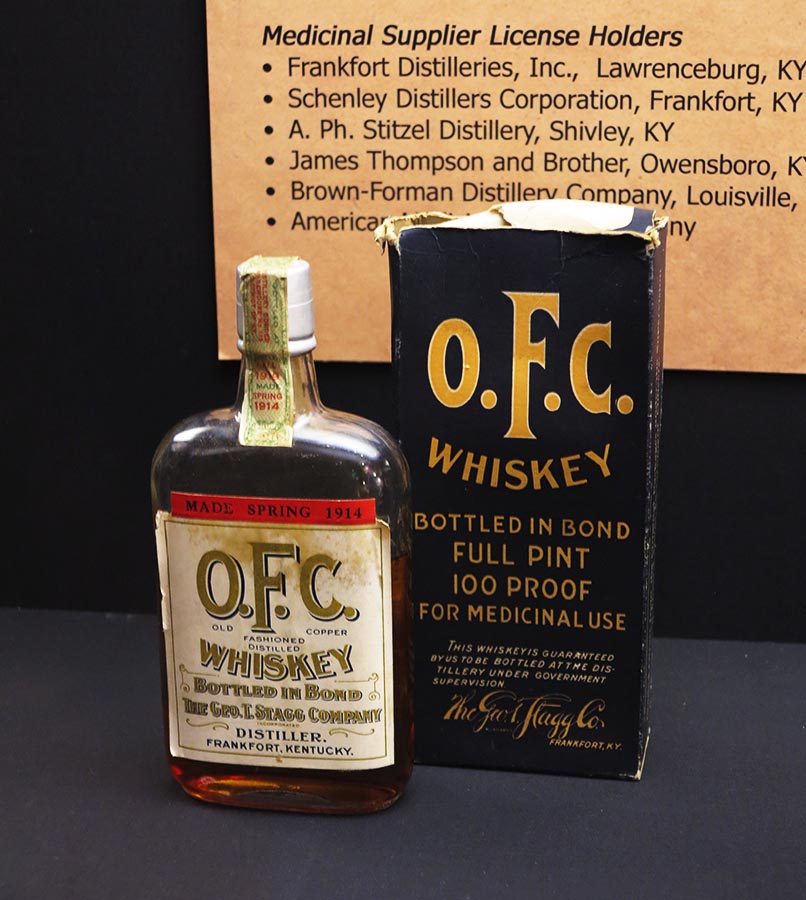 Medicinal Supplier License Holders
• Frankfort Distilleries, Inc., Lawrenceburg, KY
• Schenley Distillers Corporation, Frankfort, KY
• A. Ph. Stitzel Distillery, Shivley, KY
• James Thompson and Brother, Owensboro, KY
• Brown-Forman Distillery Company, Louisville,
• American
MADE
SPRING
1914
MADE SPRING 1914
O.F.C.
OLD FASHIONED COPPER
DISTILLED
WHISKEY
BOTTLED IN BOND
THE GEO. T. STAGG COMPANY
INCORPORATED
DISTILLER.
FRANKFORT, KENTUCKY.
O.F.C.
WHISKEY
BOTTLED IN BOND
FULL PINT
100 PROOF
FOR MEDICINAL USE
THIS WHISKEY IS GUARANTEED
BY US TO BE BOTTLED AT THE DIS-
TILLERY UNDER GOVERNMENT
SUPERVISION
The Geo. T. Stagg Co.
FRANKFORT, KY.